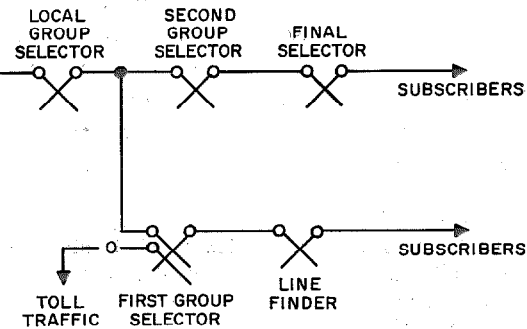 LOCAL
GROUP
SELECTOR
SECOND
GROUP
SELECTOR
FINAL
SELECTOR
SUBSCRIBERS
SUBSCRIBERS
TOLL
TRAFFIC
FIRST GROUP
SELECTOR
LINE
FINDER